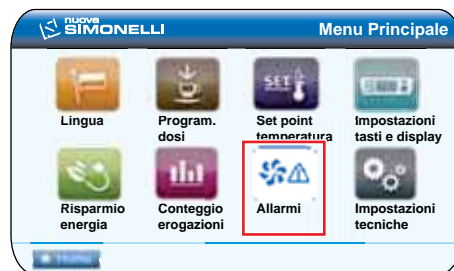 nuova
SIMONELLI
Menu Principale
SET
Lingua
Program.
dosi
Set point
temperatura
Impostazioni
tasti e display
Risparmio
energia
Conteggio
erogazioni
Allarmi
Impostazioni
tecniche
Home